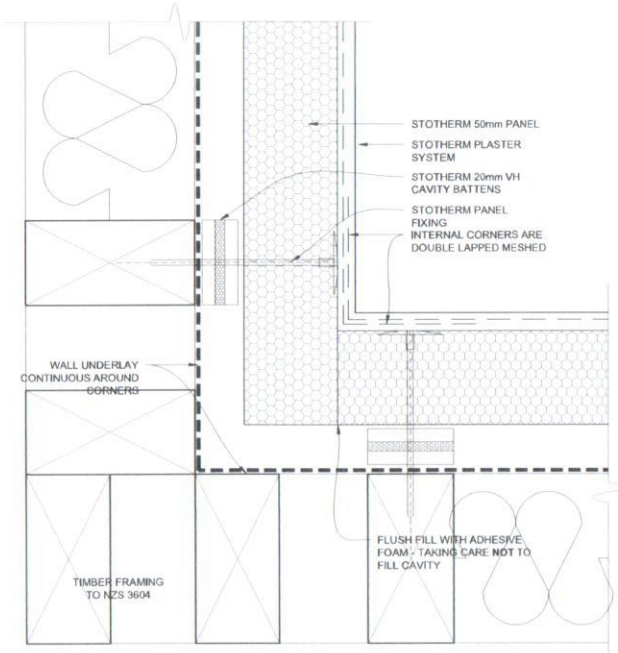 STOTHERM 50mm PANEL
STOTHERM PLASTER
SYSTEM
STOTHERM 20mm VH
CAVITY BATTENS
STOTHERM PANEL
FIXING
INTERNAL CORNERS ARE
DOUBLE LAPPED MESHED
WALL UNDERLAY
CONTINUOUS AROUND
CORNERS
FLUSH FILL WITH ADHESIVE
FOAM - TAKING CARE NOT TO
FILL CAVITY
TIMBER FRAMING
TO NZS 3604